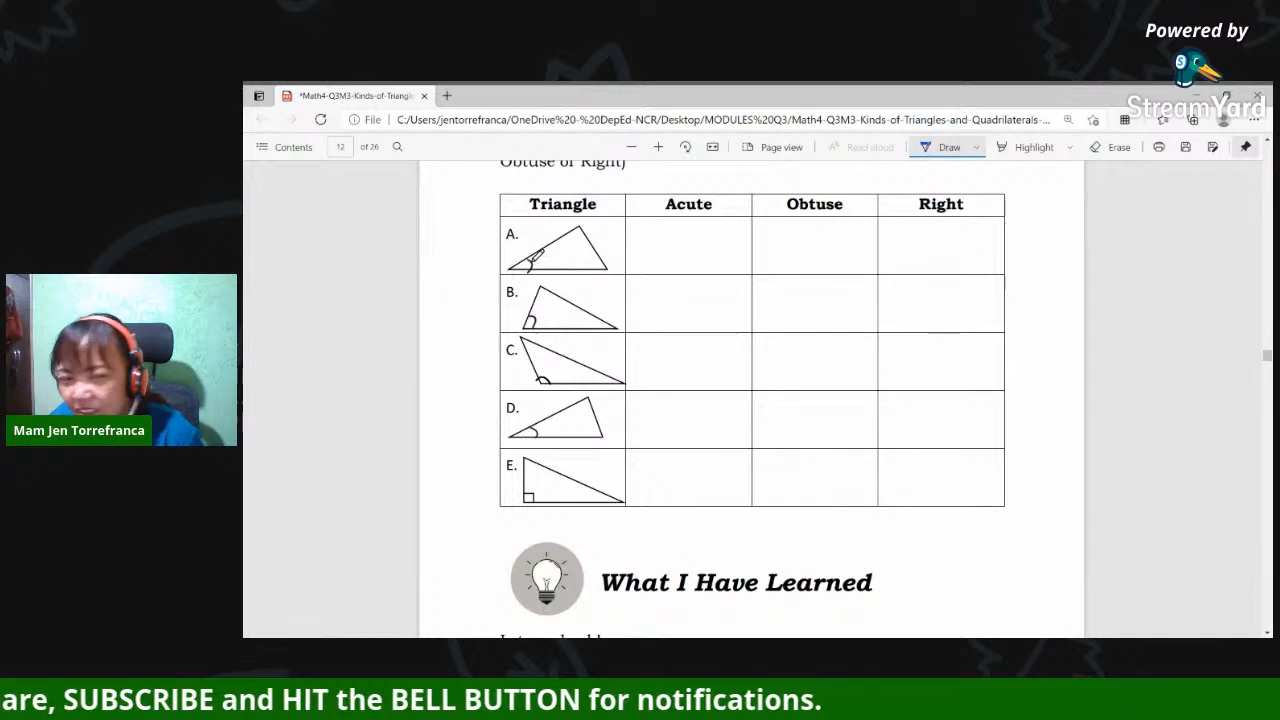 Powered by
StreamYard
*Math4-Q3M3-Kinds-of-Triangle
File
C:/Users/jentorrefranca/OneDrive%20-%20DepEd-NCR/Desktop/MODULES%20Q3/Math4-Q3M3-Kinds-of-Triangles-and-Quadrilaterals-...
Contents
12
of 26
Page view
Read aloud
Draw
Highlight
Erase
Obtuse or Right)
Triangle Acute Obtuse Right
A.
B.
C.
D.
E.
What I Have Learned
Mam Jen Torrefranca
are, SUBSCRIBE and HIT the BELL BUTTON for notifications.